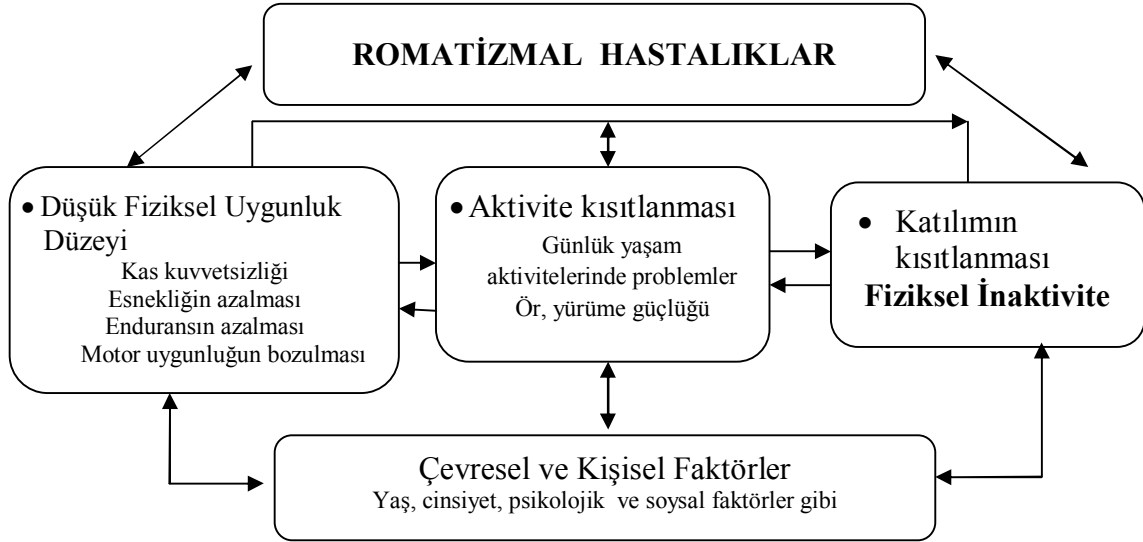 ROMATİZMAL HASTALIKLAR
• Düşük Fiziksel Uygunluk
Düzeyi
Kas kuvvetsizliği
Esnekliğin azalması
Enduransın azalması
Motor uygunluğun bozulması
• Aktivite kısıtlanması
Günlük yaşam
aktivitelerinde problemler
Ör, yürüme güçlüğü
• Katılımın
kısıtlanması
Fiziksel İnaktivite
Çevresel ve Kişisel Faktörler
Yaş, cinsiyet, psikolojik ve soysal faktörler gibi